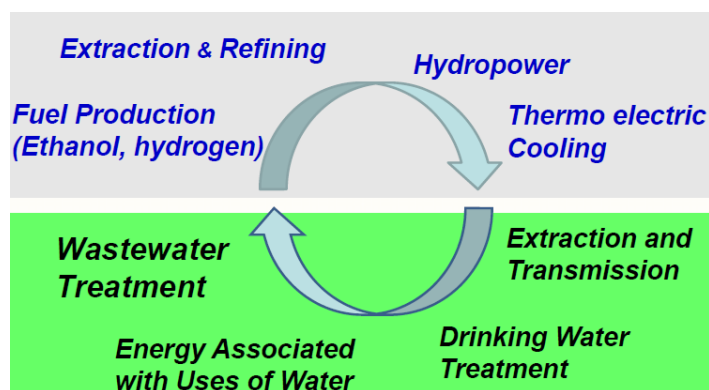 Extraction & Refining
Hydropower
Fuel Production
(Ethanol, hydrogen)
Thermo electric
Cooling
Wastewater
Treatment
Extraction and
Transmission
Energy Associated
with Uses of Water
Drinking Water
Treatment